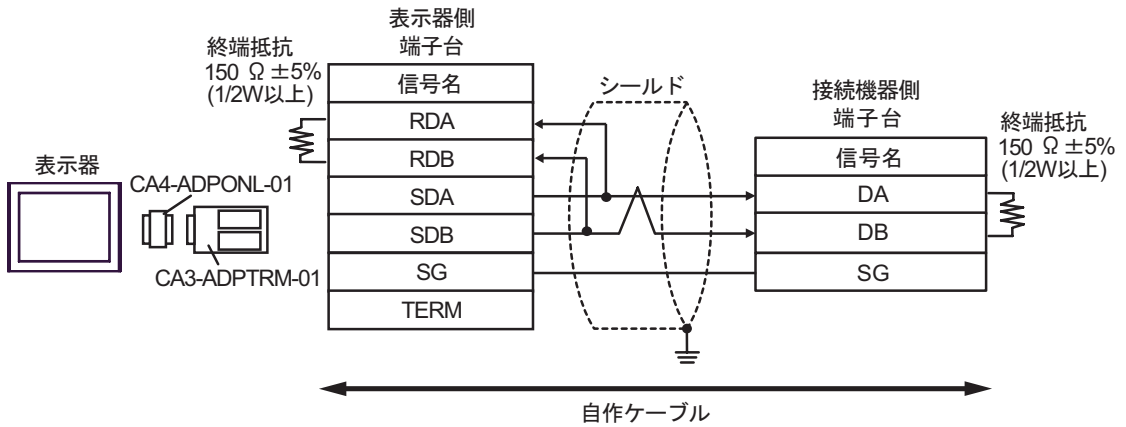 表示器側
端子台
終端抵抗
150 Ω ±5%
(1/2W以上)
信号名
RDA
RDB
SDA
SDB
SG
TERM
シールド
接続機器側
端子台
信号名
DA
DB
SG
終端抵抗
150 Ω ±5%
(1/2W以上)
表示器
CA4-ADPONL-01
CA3-ADPTRM-01
自作ケーブル